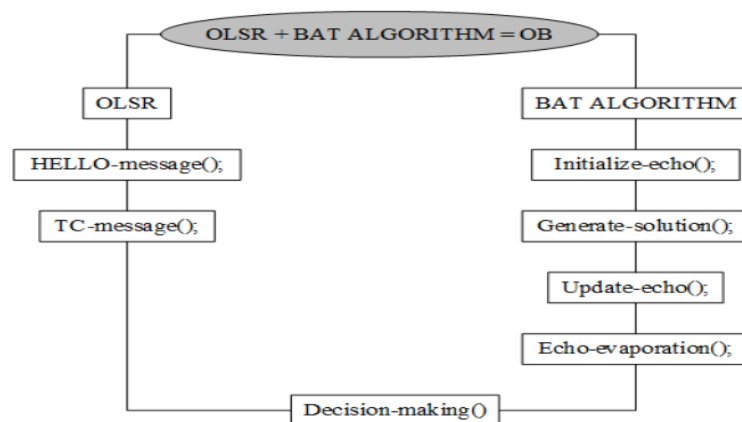 OLSR + BAT ALGORITHM = OB
OLSR
HELLO-message();
TC-message();
BAT ALGORITHM
Initialize-echo();
Generate-solution();
Update-echo();
Echo-evaporation();
Decision-making()